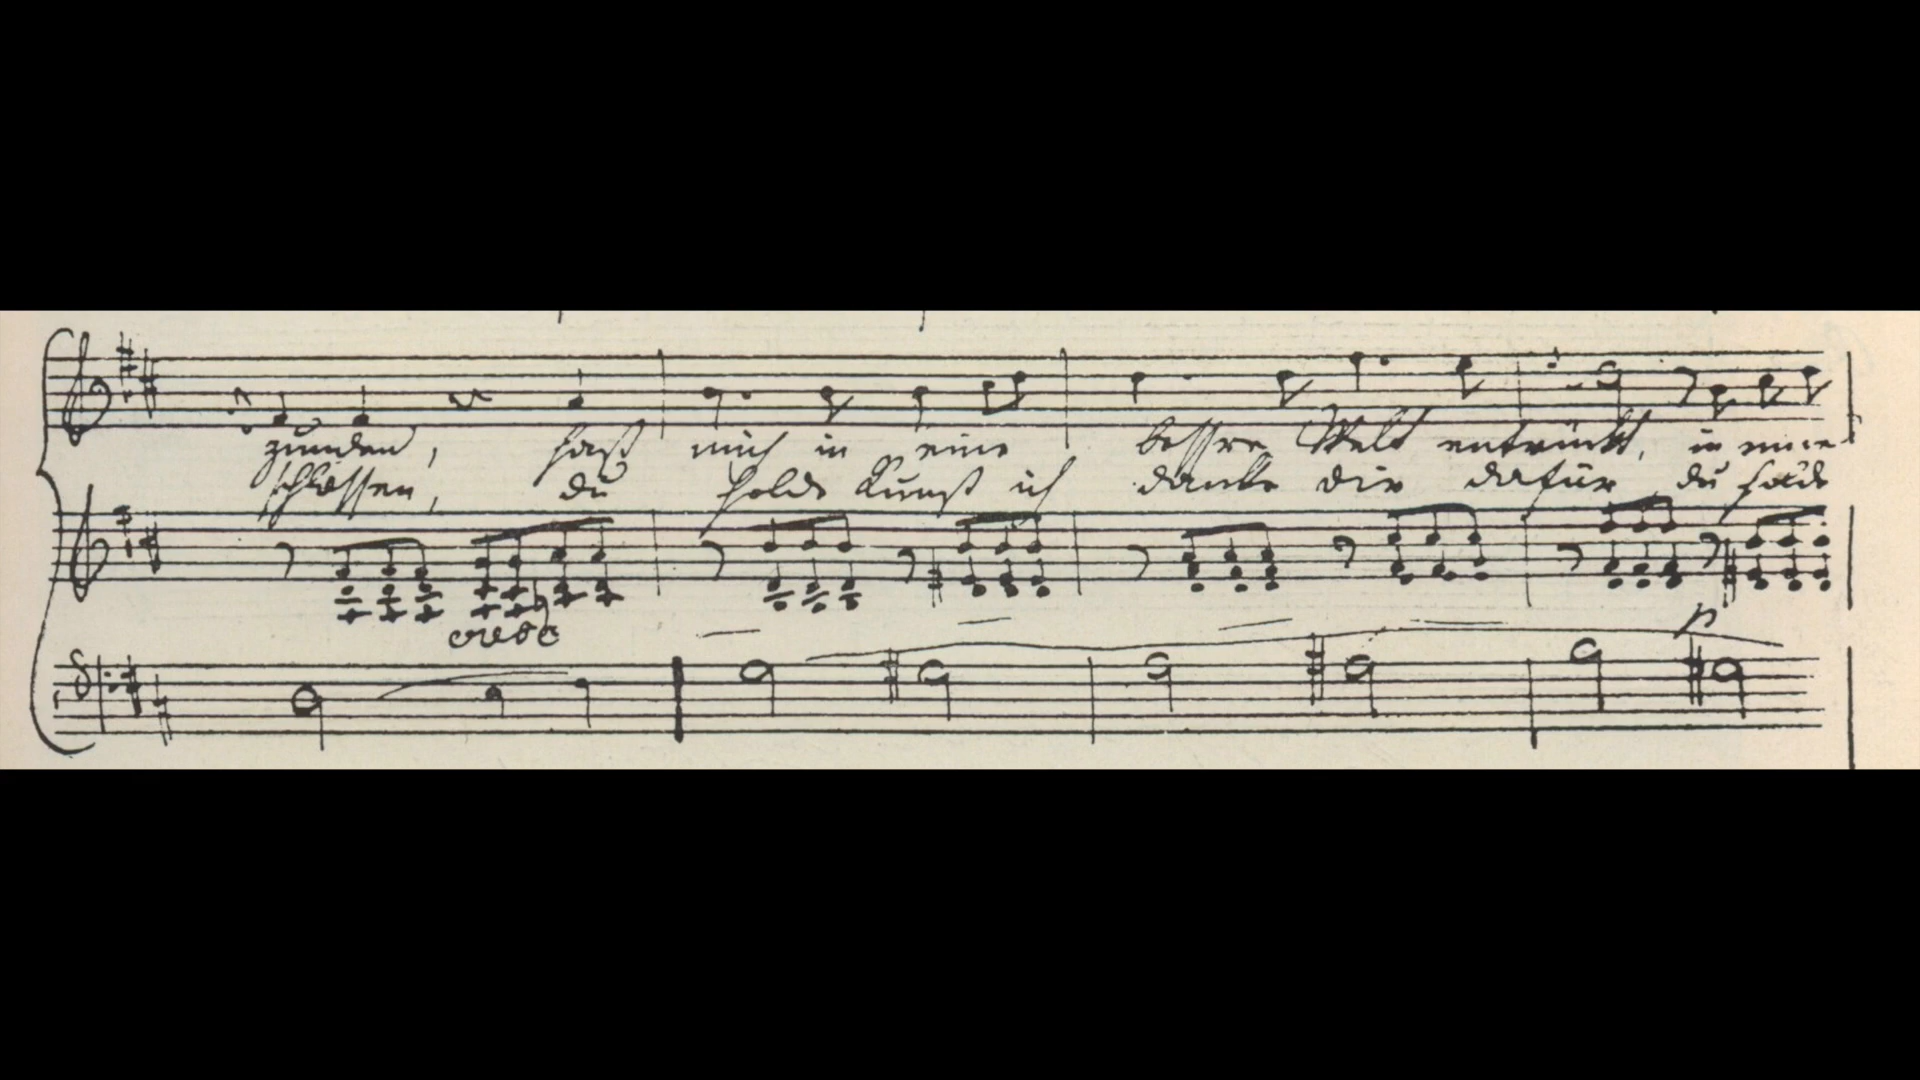 zunden, hast mich in eine bessre Welt entrückt, in eine
schlossen, du holde Kunst ich danke dir dafür du holde
cresc
p